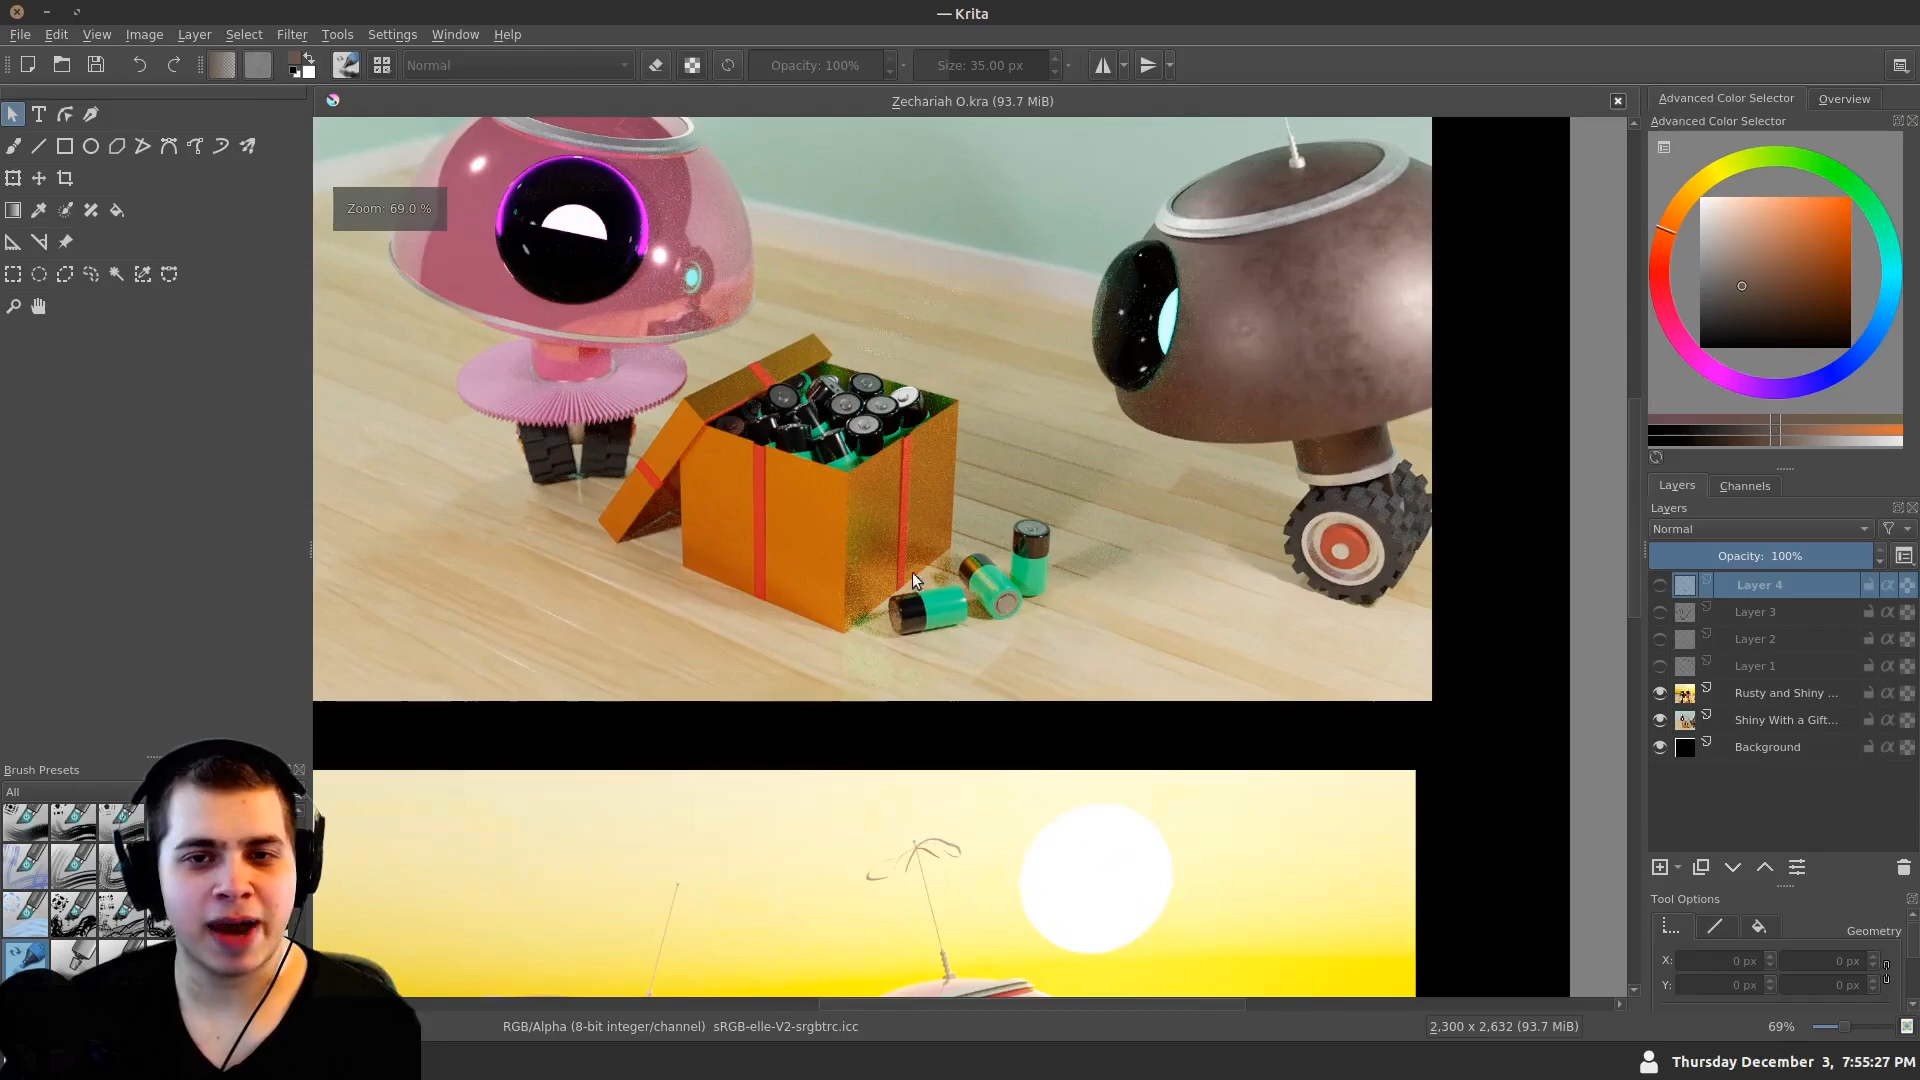 — Krita
File Edit View Image Layer Select Filter Tools Settings Window Help
Normal Opacity: 100% Size: 35.00 px
Zechariah O.kra (93.7 MiB)
Zoom: 69.0 %
Advanced Color Selector Overview
Advanced Color Selector
Layers Channels
Layers
Normal
Opacity: 100%
Layer 4
Layer 3
Layer 2
Layer 1
Rusty and Shiny ...
Shiny With a Gift...
Background
Brush Presets
All
Tool Options
Geometry
X: 0 px 0 px
Y: 0 px 0 px
RGB/Alpha (8-bit integer/channel) sRGB-elle-V2-srgbtrc.icc
2,300 x 2,632 (93.7 MiB)
69%
Thursday December 3, 7:55:27 PM